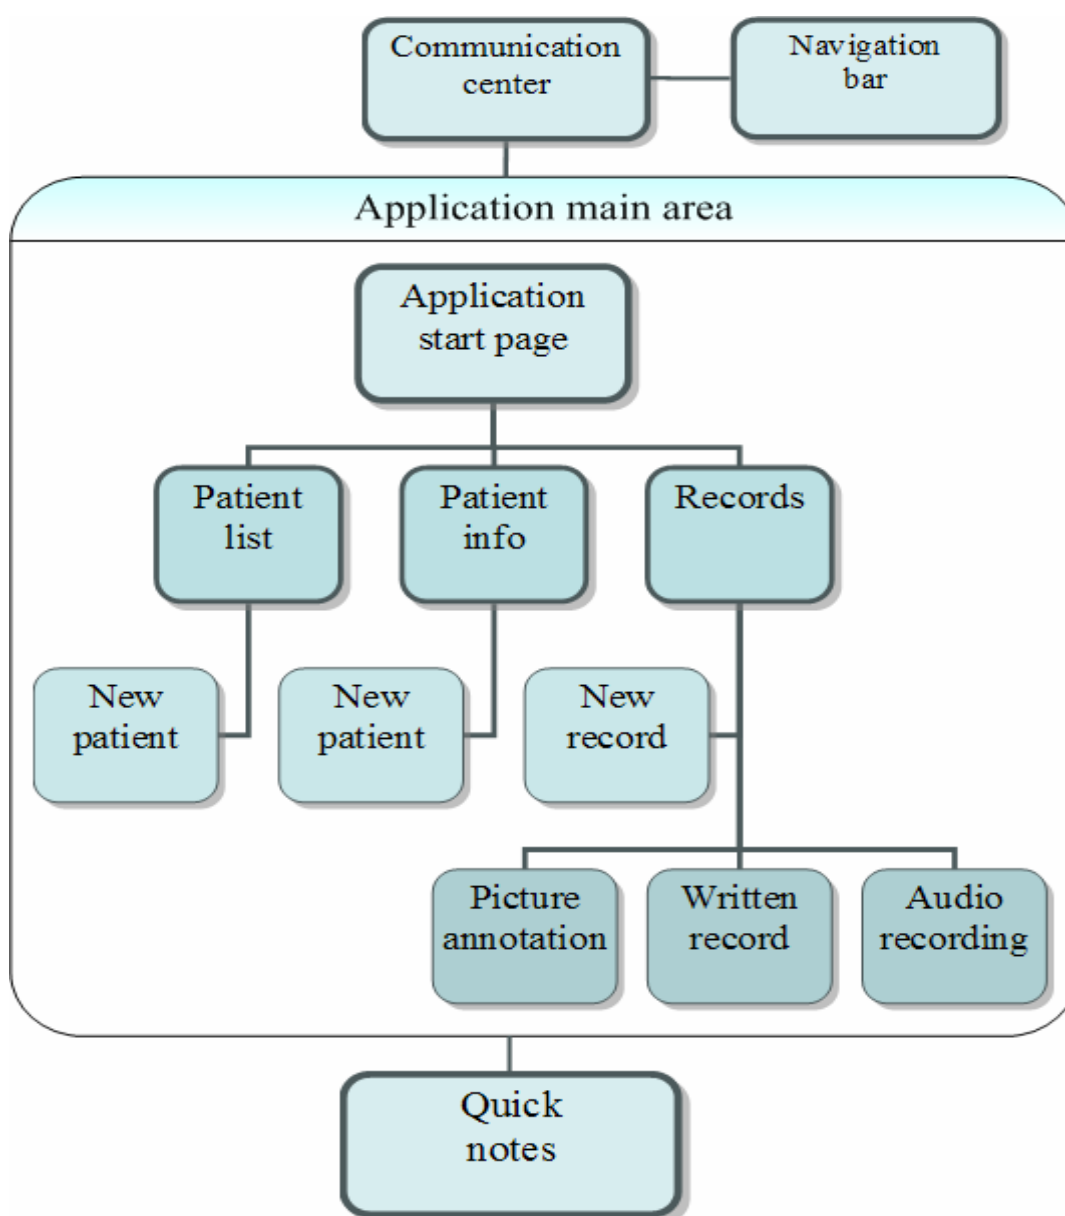 Communication
center
Navigation
bar
Application main area
Application
start page
Patient
list
Patient
info
Records
New
patient
New
patient
New
record
Picture
annotation
Written
record
Audio
recording
Quick
notes